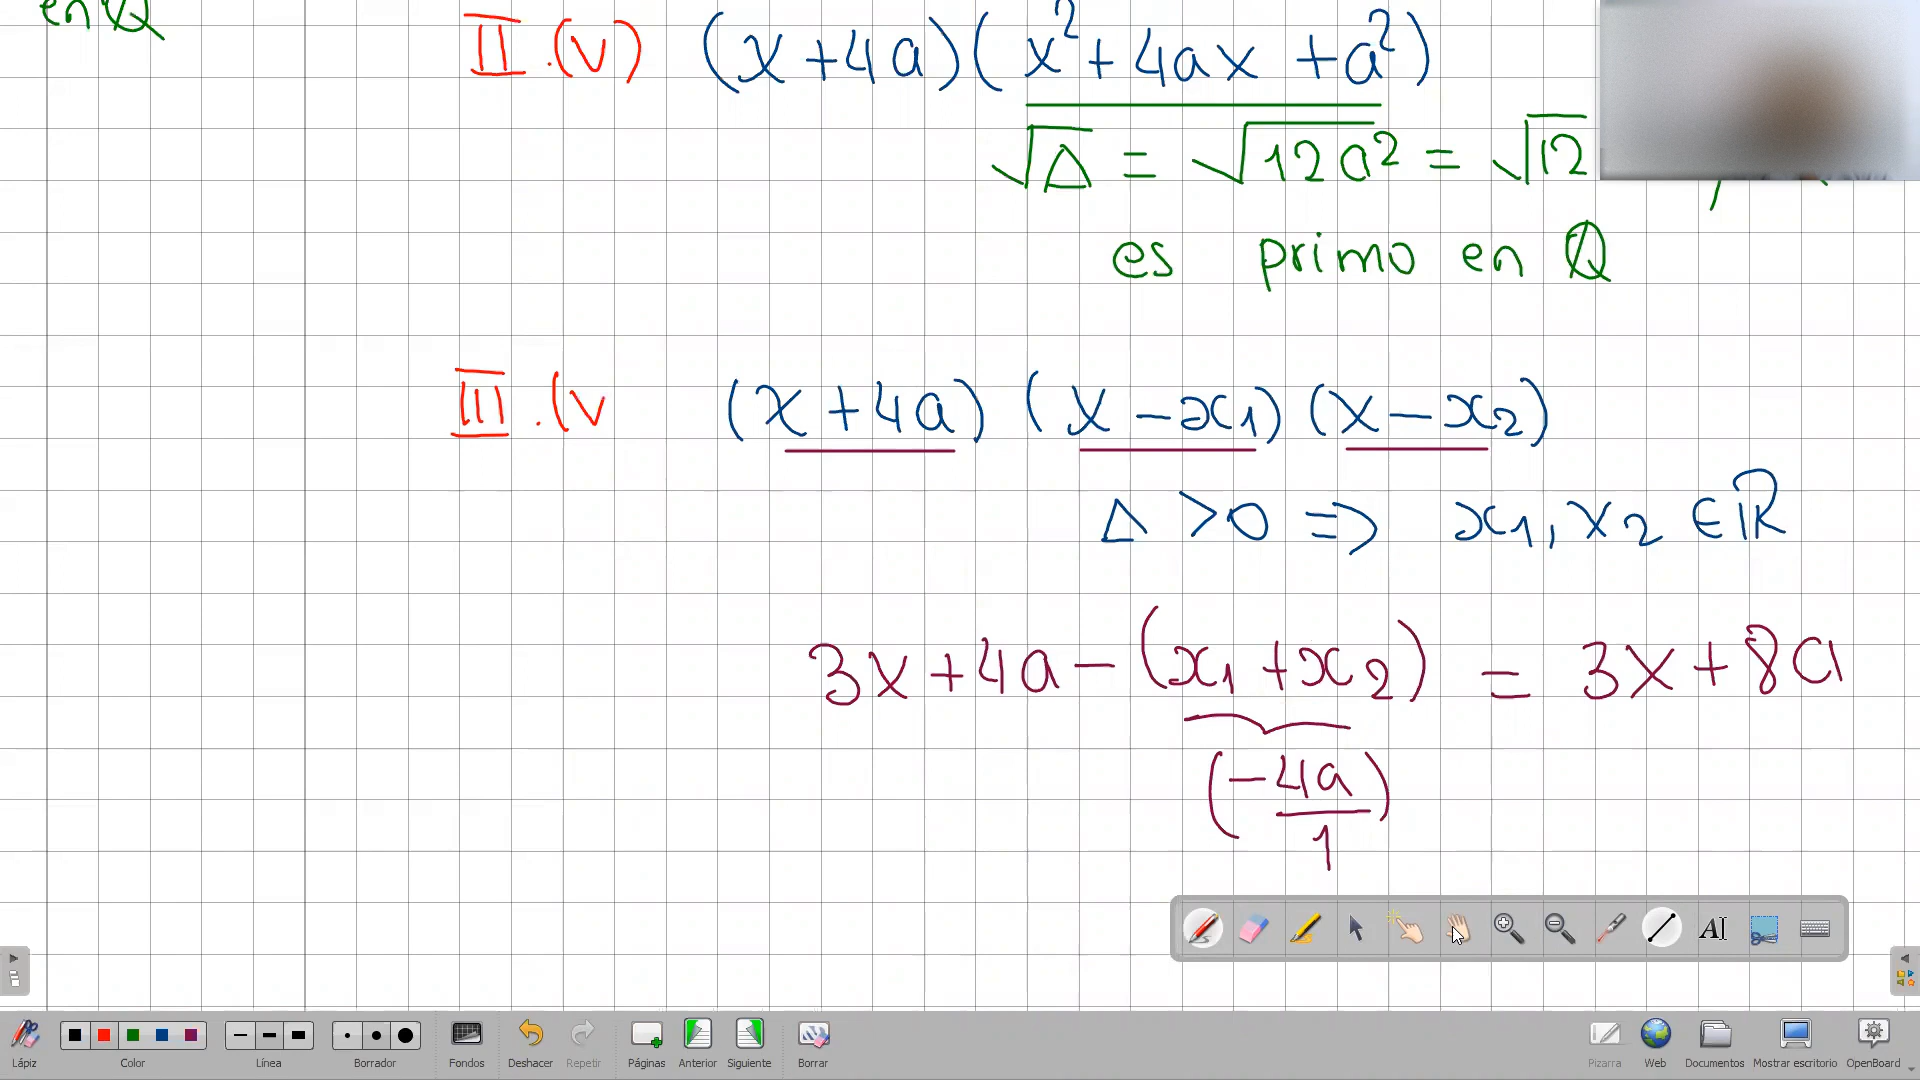 en Q
II.(V) (x+4a)(x²+4ax+a²)
√Δ = √12a² = √12
es primo en Q
III.(V (x+4a)(x-x1)(x-x2)
Δ >0 => x1, x2 ∈ R
3x+4a-(x1+x2) = 3x+8a
(-4a/1)
Lápiz Color Línea Borrador Fondos Deshacer Repetir Páginas Anterior Siguiente Borrar Pizarra Web Documentos Mostrar escritorio OpenBoard